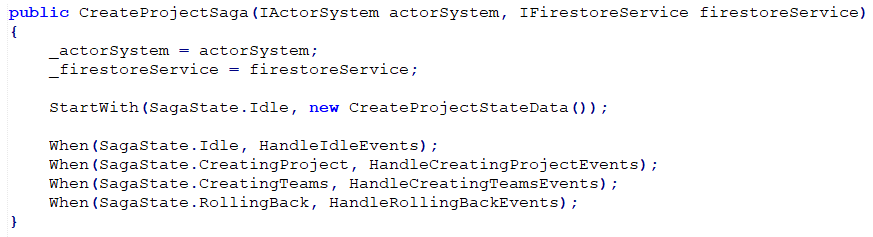 public CreateProjectSaga(IActorSystem actorSystem, IFirestoreService firestoreService)
{
    _actorSystem = actorSystem;
    _firestoreService = firestoreService;

    StartWith(SagaState.Idle, new CreateProjectStateData());

    When(SagaState.Idle, HandleIdleEvents);
    When(SagaState.CreatingProject, HandleCreatingProjectEvents);
    When(SagaState.CreatingTeams, HandleCreatingTeamsEvents);
    When(SagaState.RollingBack, HandleRollingBackEvents);
}